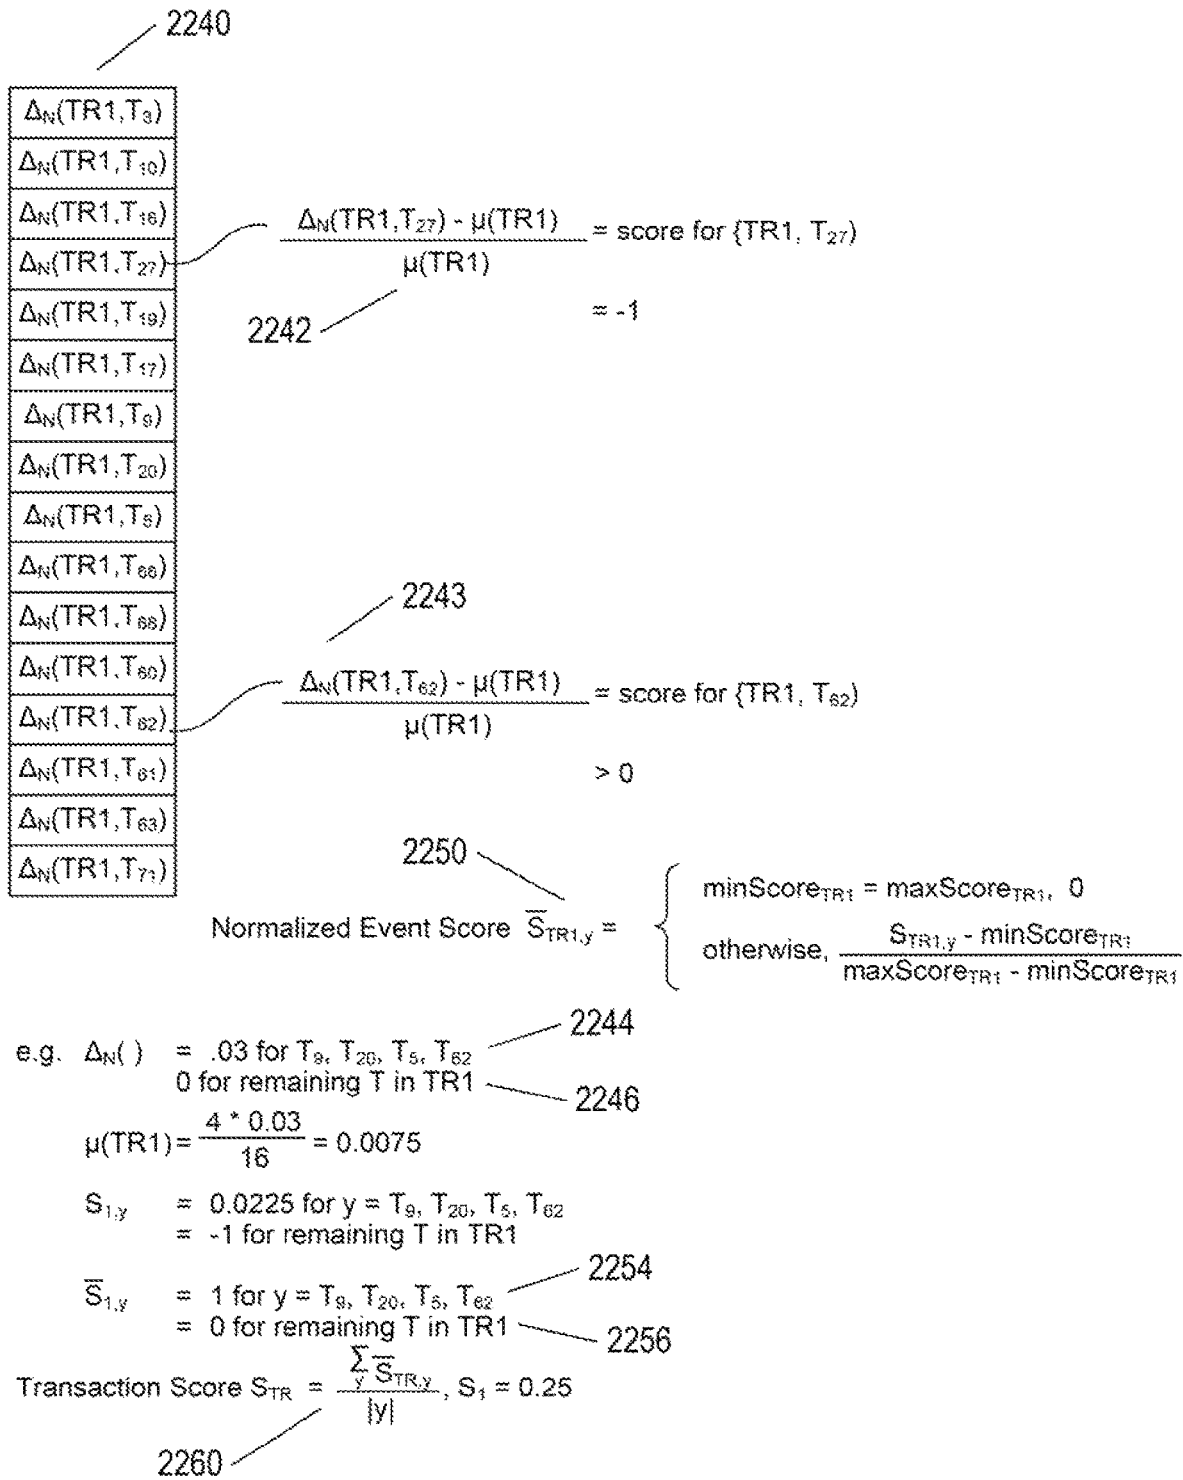 2240
ΔN(TR1,T3)
ΔN(TR1,T10)
ΔN(TR1,T16)
ΔN(TR1,T27)
ΔN(TR1,T19)
ΔN(TR1,T17)
ΔN(TR1,T9)
ΔN(TR1,T20)
ΔN(TR1,T5)
ΔN(TR1,T66)
ΔN(TR1,T68)
ΔN(TR1,T60)
ΔN(TR1,T62)
ΔN(TR1,T61)
ΔN(TR1,T63)
ΔN(TR1,T71)
ΔN(TR1,T27) - μ(TR1)
= score for {TR1, T27)
μ(TR1)
= -1
2242
2243
ΔN(TR1,T62) - μ(TR1)
= score for {TR1, T62)
μ(TR1)
> 0
2250
Normalized Event Score S̅TR1,y =
minScoreTR1 = maxScoreTR1, 0
otherwise,
STR1,y - minScoreTR1
maxScoreTR1 - minScoreTR1
e.g. ΔN( ) = .03 for T9, T20, T5, T62
2244
0 for remaining T in TR1
2246
μ(TR1) = 4 * 0.03 / 16 = 0.0075
S1,y = 0.0225 for y = T9, T20, T5, T62
= -1 for remaining T in TR1
2254
S̅1,y = 1 for y = T9, T20, T5, T62
= 0 for remaining T in TR1
2256
Transaction Score STR = Σy S̅TR,y / |y|, S1 = 0.25
2260